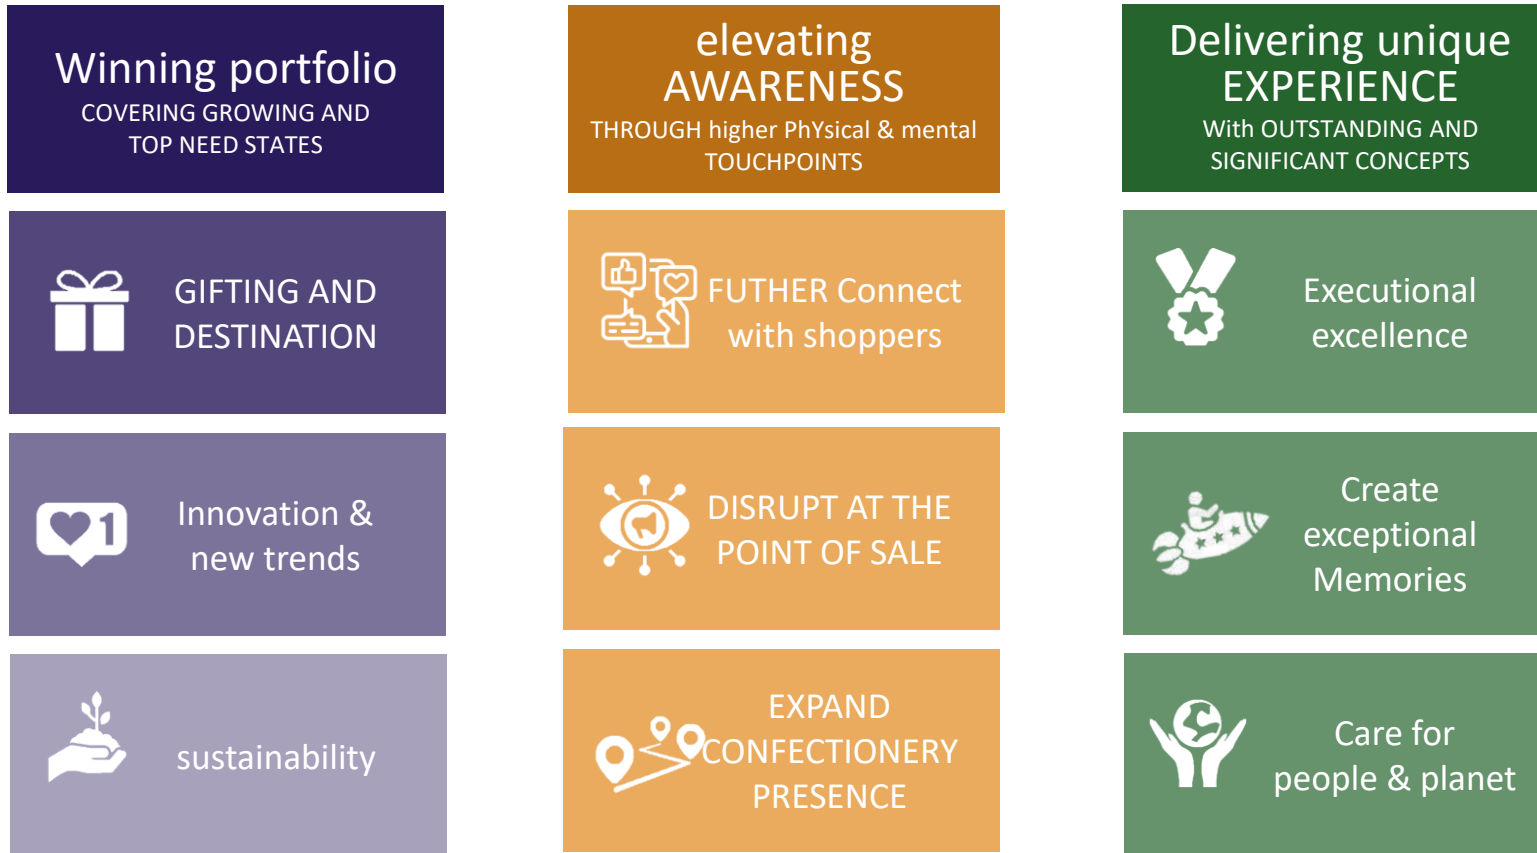 Winning portfolio
COVERING GROWING AND
TOP NEED STATES
GIFTING AND
DESTINATION
1
Innovation &
new trends
sustainability
elevating
AWARENESS
THROUGH higher PhYsical & mental
TOUCHPOINTS
FUTHER Connect
with shoppers
DISRUPT AT THE
POINT OF SALE
EXPAND
CONFECTIONERY
PRESENCE
Delivering unique
EXPERIENCE
With OUTSTANDING AND
SIGNIFICANT CONCEPTS
Executional
excellence
Create
exceptional
Memories
Care for
people & planet